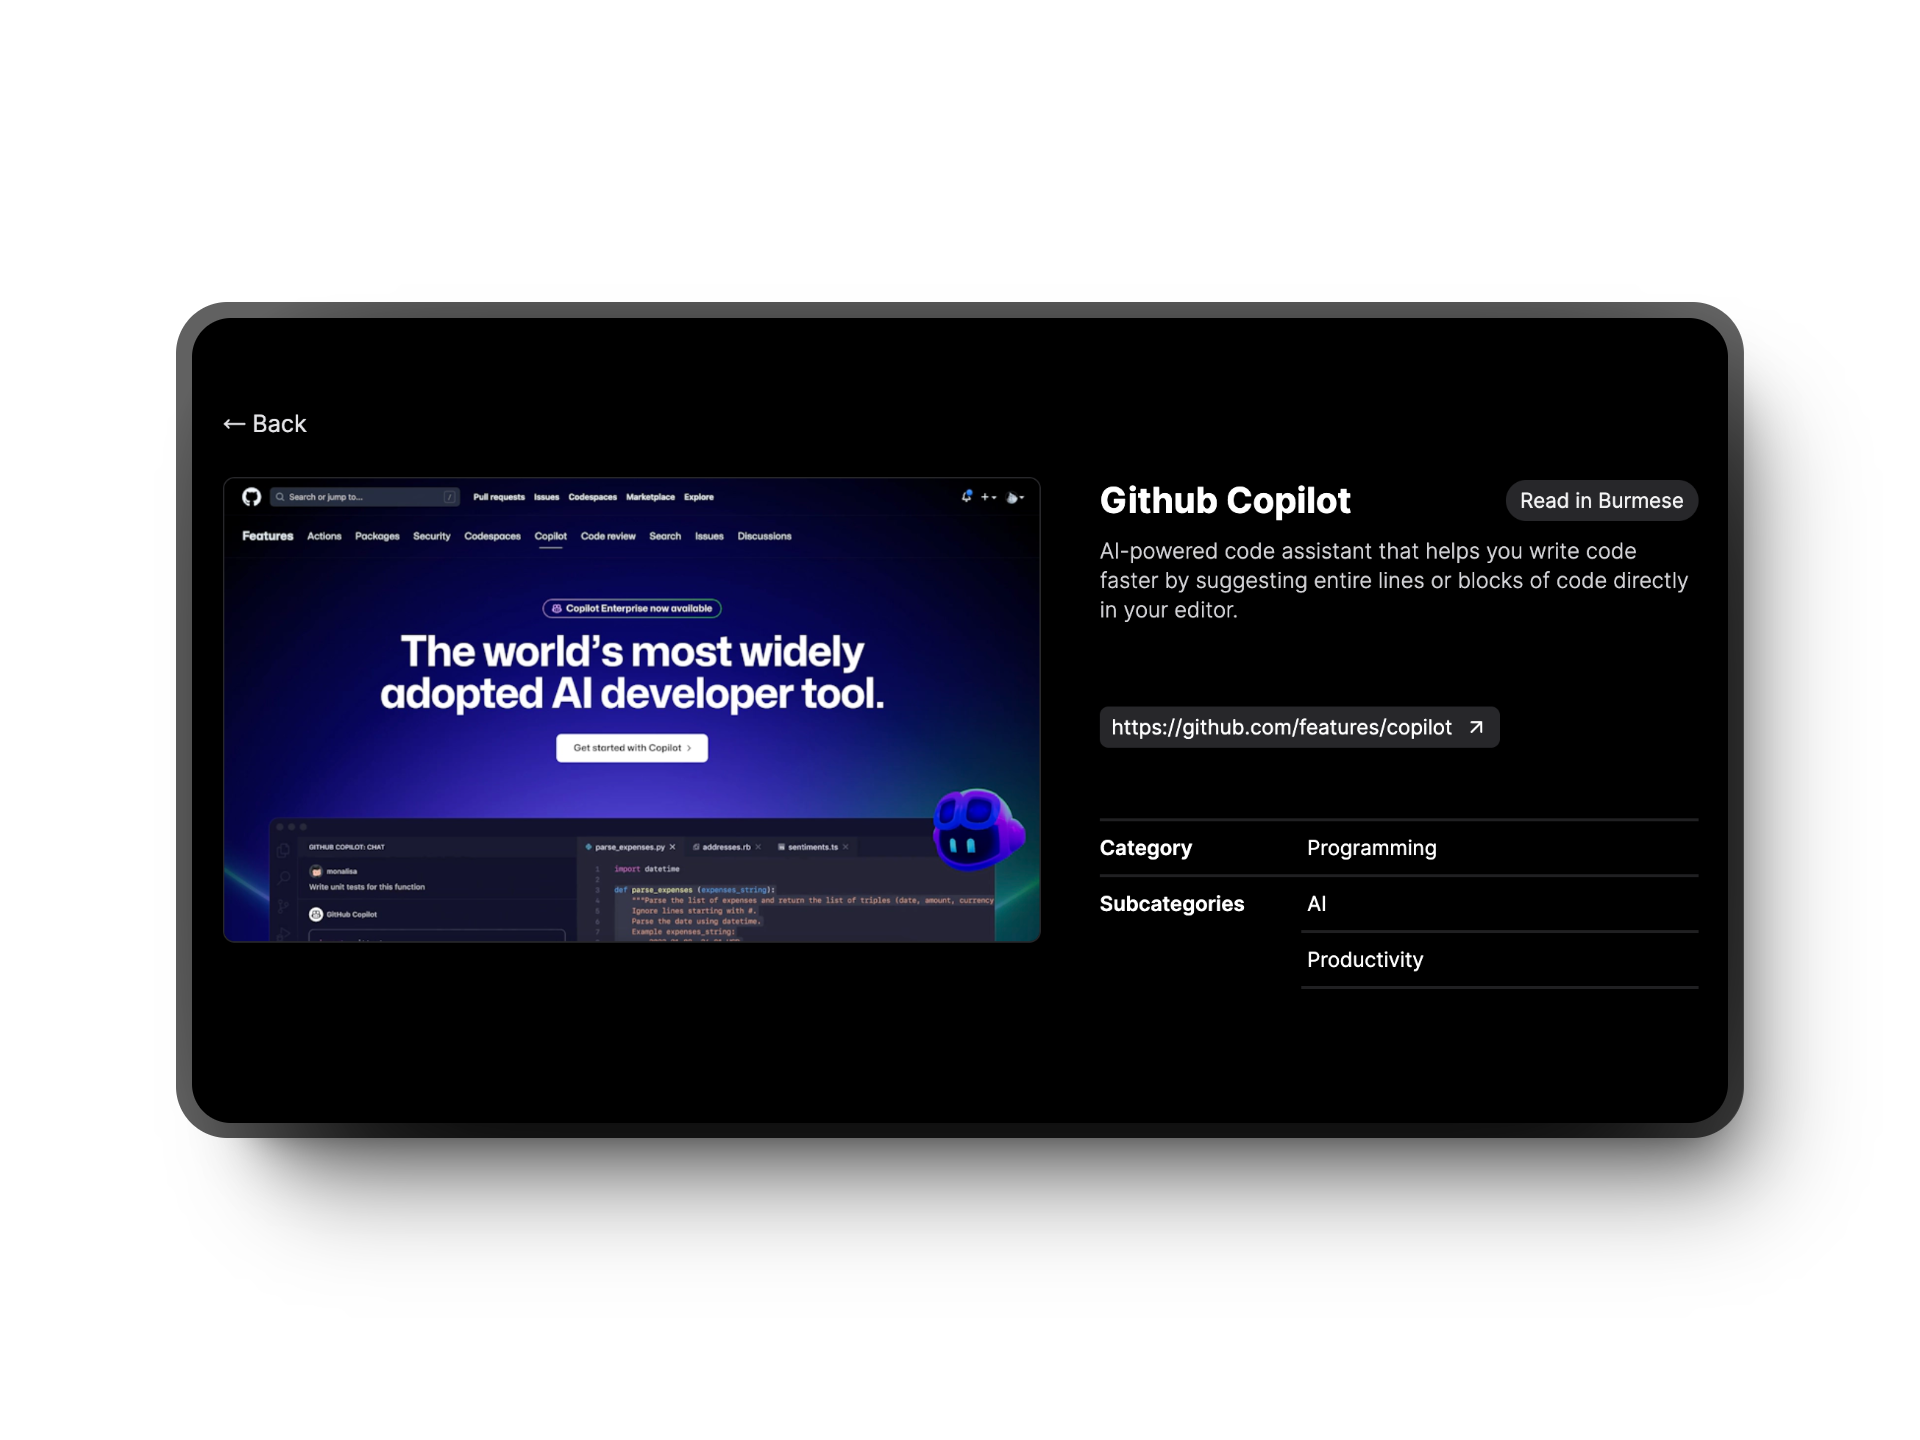 ← Back
Search or jump to... /
Pull requests Issues Codespaces Marketplace Explore
Features Actions Packages Security Codespaces Copilot Code review Search Issues Discussions
Copilot Enterprise now available
The world's most widely
adopted AI developer tool.
Get started with Copilot >
GITHUB COPILOT: CHAT
monalisa
Write unit tests for this function
GitHub Copilot
parse_expenses.py × addresses.rb × sentiments.ts ×
1 import datetime
2
3 def parse_expenses (expenses_string):
4 """Parse the list of expenses and return the list of triples (date, amount, currency
5 Ignore lines starting with #.
6 Parse the date using datetime.
7 Example expenses_string:
Github Copilot
Read in Burmese
AI-powered code assistant that helps you write code
faster by suggesting entire lines or blocks of code directly
in your editor.
https://github.com/features/copilot ↗
Category Programming
Subcategories AI
Productivity